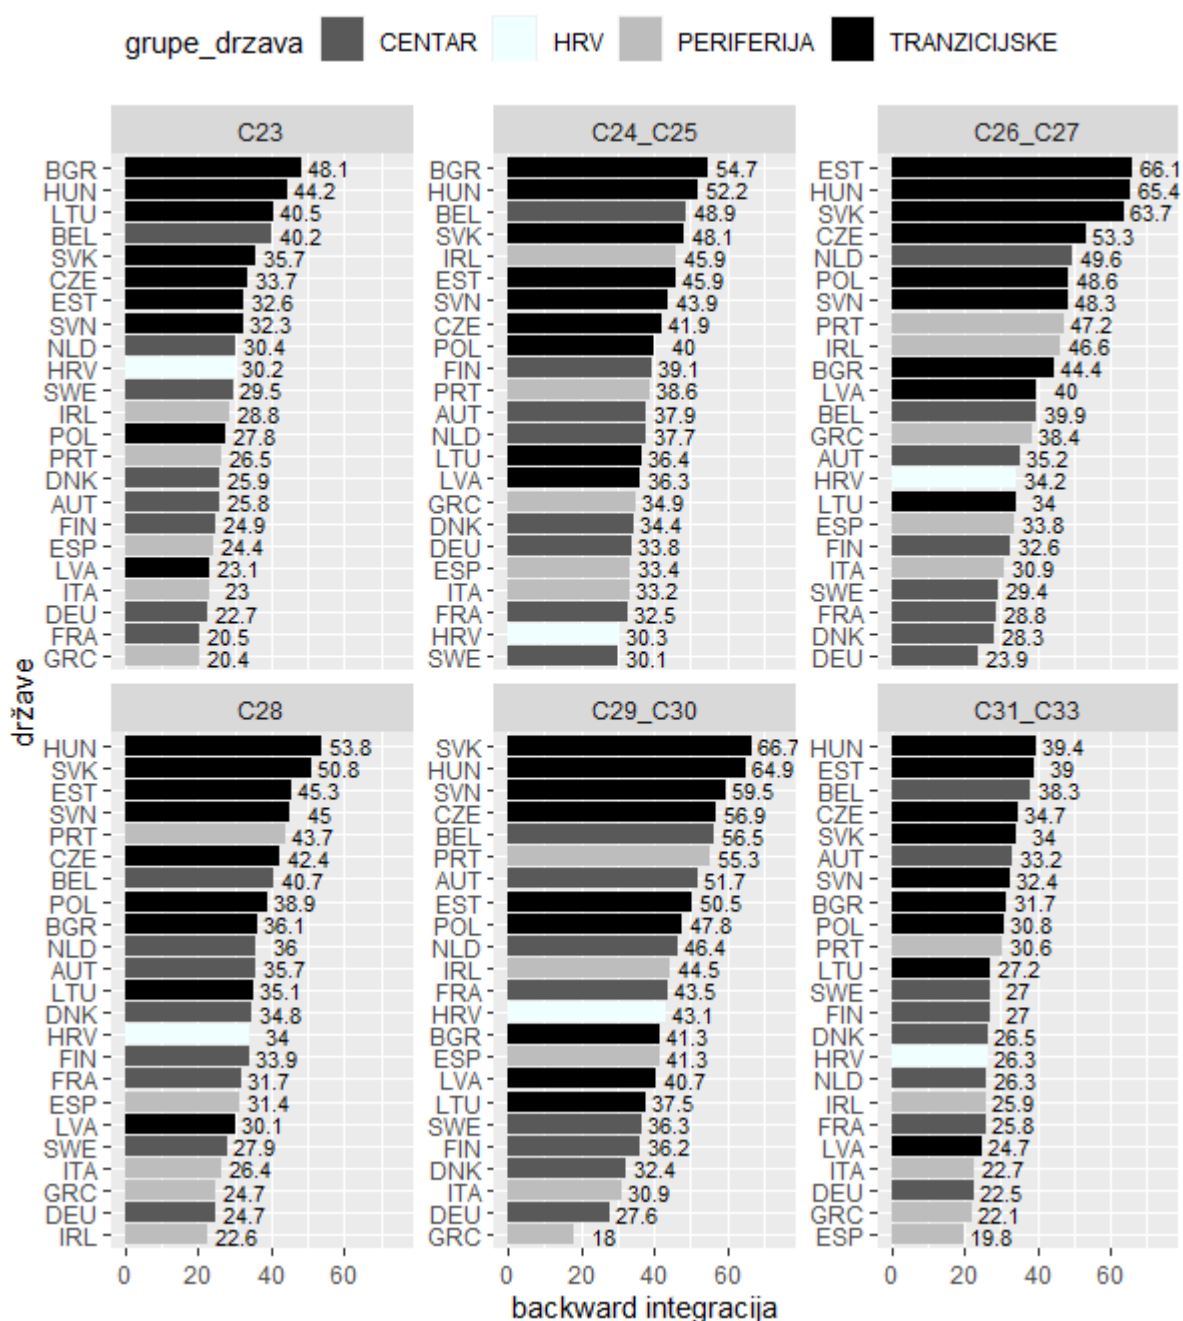 grupe_drzava CENTAR HRV PERIFERIJA TRANZICIJSKE
države
C23
BGR 48.1
HUN 44.2
LTU 40.5
BEL 40.2
SVK 35.7
CZE 33.7
EST 32.6
SVN 32.3
NLD 30.4
HRV 30.2
SWE 29.5
IRL 28.8
POL 27.8
PRT 26.5
DNK 25.9
AUT 25.8
FIN 24.9
ESP 24.4
LVA 23.1
ITA 23
DEU 22.7
FRA 20.5
GRC 20.4
C24_C25
BGR 54.7
HUN 52.2
BEL 48.9
SVK 48.1
IRL 45.9
EST 45.9
SVN 43.9
CZE 41.9
POL 40
FIN 39.1
PRT 38.6
AUT 37.9
NLD 37.7
LTU 36.4
LVA 36.3
GRC 34.9
DNK 34.4
DEU 33.8
ESP 33.4
ITA 33.2
FRA 32.5
HRV 30.3
SWE 30.1
C26_C27
EST 66.1
HUN 65.4
SVK 63.7
CZE 53.3
NLD 49.6
POL 48.6
SVN 48.3
PRT 47.2
IRL 46.6
BGR 44.4
LVA 40
BEL 39.9
GRC 38.4
AUT 35.2
HRV 34.2
LTU 34
ESP 33.8
FIN 32.6
ITA 30.9
SWE 29.4
FRA 28.8
DNK 28.3
DEU 23.9
C28
HUN 53.8
SVK 50.8
EST 45.3
SVN 45
PRT 43.7
CZE 42.4
BEL 40.7
POL 38.9
BGR 36.1
NLD 36
AUT 35.7
LTU 35.1
DNK 34.8
HRV 34
FIN 33.9
FRA 31.7
ESP 31.4
LVA 30.1
SWE 27.9
ITA 26.4
GRC 24.7
DEU 24.7
IRL 22.6
0 20 40 60
C29_C30
SVK 66.7
HUN 64.9
SVN 59.5
CZE 56.9
BEL 56.5
PRT 55.3
AUT 51.7
EST 50.5
POL 47.8
NLD 46.4
IRL 44.5
FRA 43.5
HRV 43.1
BGR 41.3
ESP 41.3
LVA 40.7
LTU 37.5
SWE 36.3
FIN 36.2
DNK 32.4
ITA 30.9
DEU 27.6
GRC 18
0 20 40 60
C31_C33
HUN 39.4
EST 39
BEL 38.3
CZE 34.7
SVK 34
AUT 33.2
SVN 32.4
BGR 31.7
POL 30.8
PRT 30.6
LTU 27.2
SWE 27
FIN 27
DNK 26.5
HRV 26.3
NLD 26.3
IRL 25.9
FRA 25.8
LVA 24.7
ITA 22.7
DEU 22.5
GRC 22.1
ESP 19.8
0 20 40 60
backward integracija